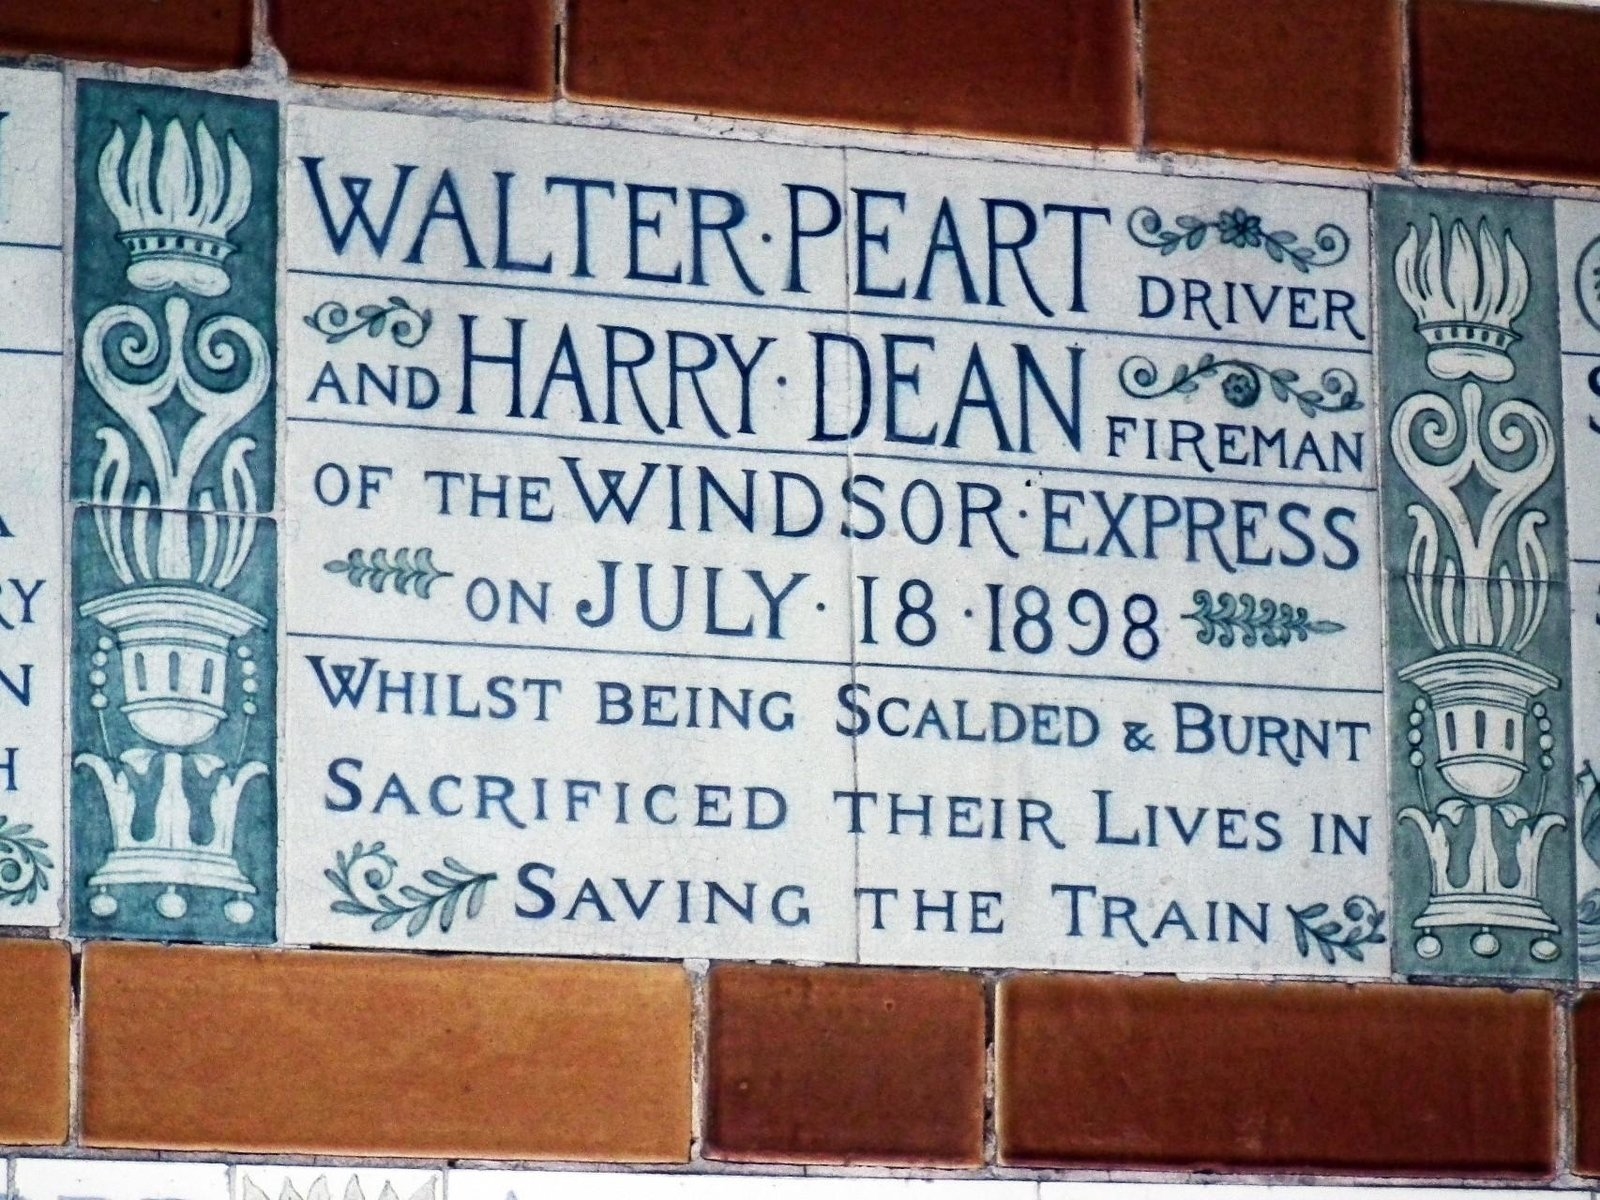 WALTER·PEART DRIVER
AND HARRY·DEAN FIREMAN
OF THE WINDSOR·EXPRESS
ON JULY·18·1898
WHILST BEING SCALDED & BURNT
SACRIFICED THEIR LIVES IN
SAVING THE TRAIN